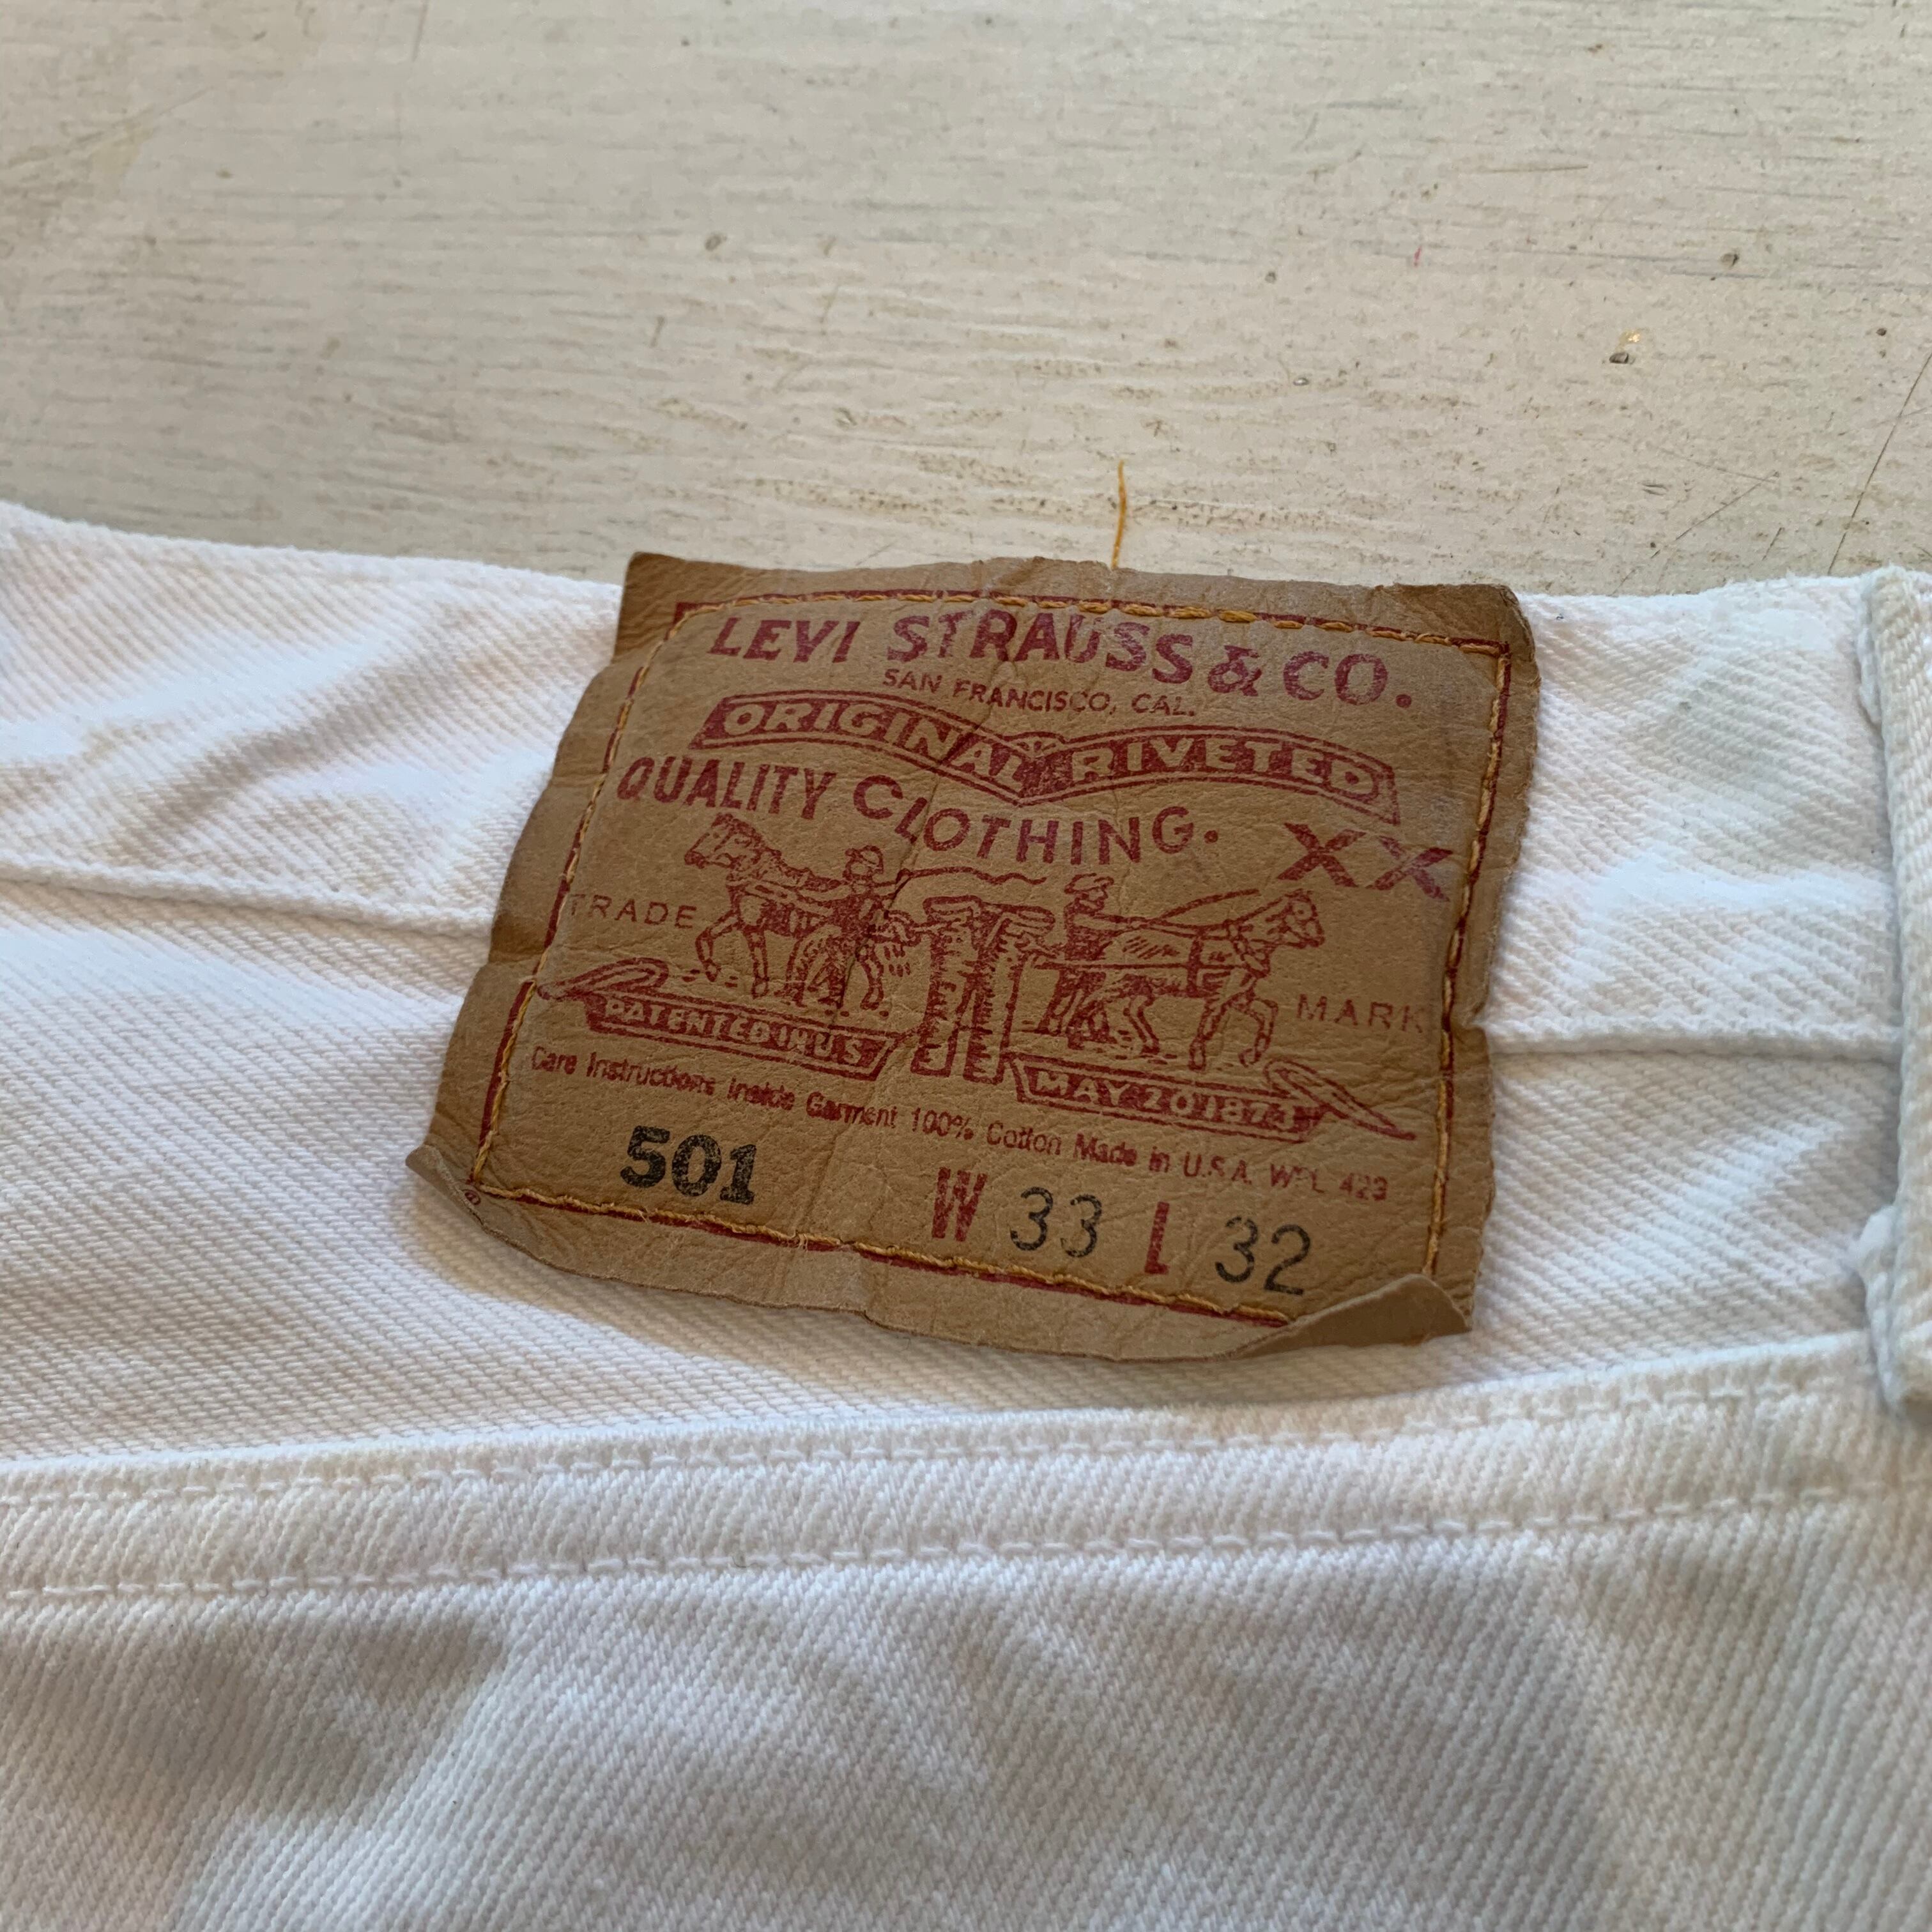 LEVI STRAUSS & CO.
SAN FRANCISCO, CAL.
ORIGINAL RIVETED
QUALITY CLOTHING.
XX
TRADE MARK
PATENTED IN U S
MAY 20 1873
Care Instructions Inside Garment 100% Cotton Made in U.S.A. WPL 423
501 W 33 L 32
®